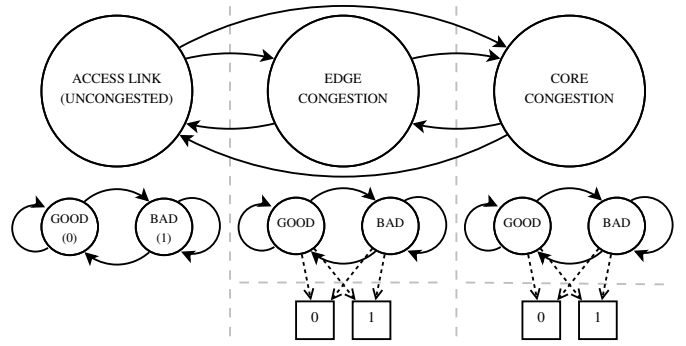 ACCESS LINK
(UNCONGESTED)
EDGE
CONGESTION
CORE
CONGESTION
GOOD
(0)
BAD
(1)
GOOD
BAD
GOOD
BAD
0
1
0
1